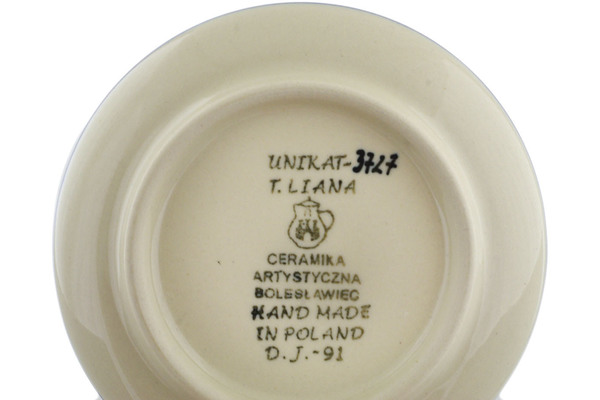 UNIKAT-3727
T. LIANA
CERAMIKA
ARTYSTYCZNA
BOLESŁAWIEC
HAND MADE
IN POLAND
D.J.-91